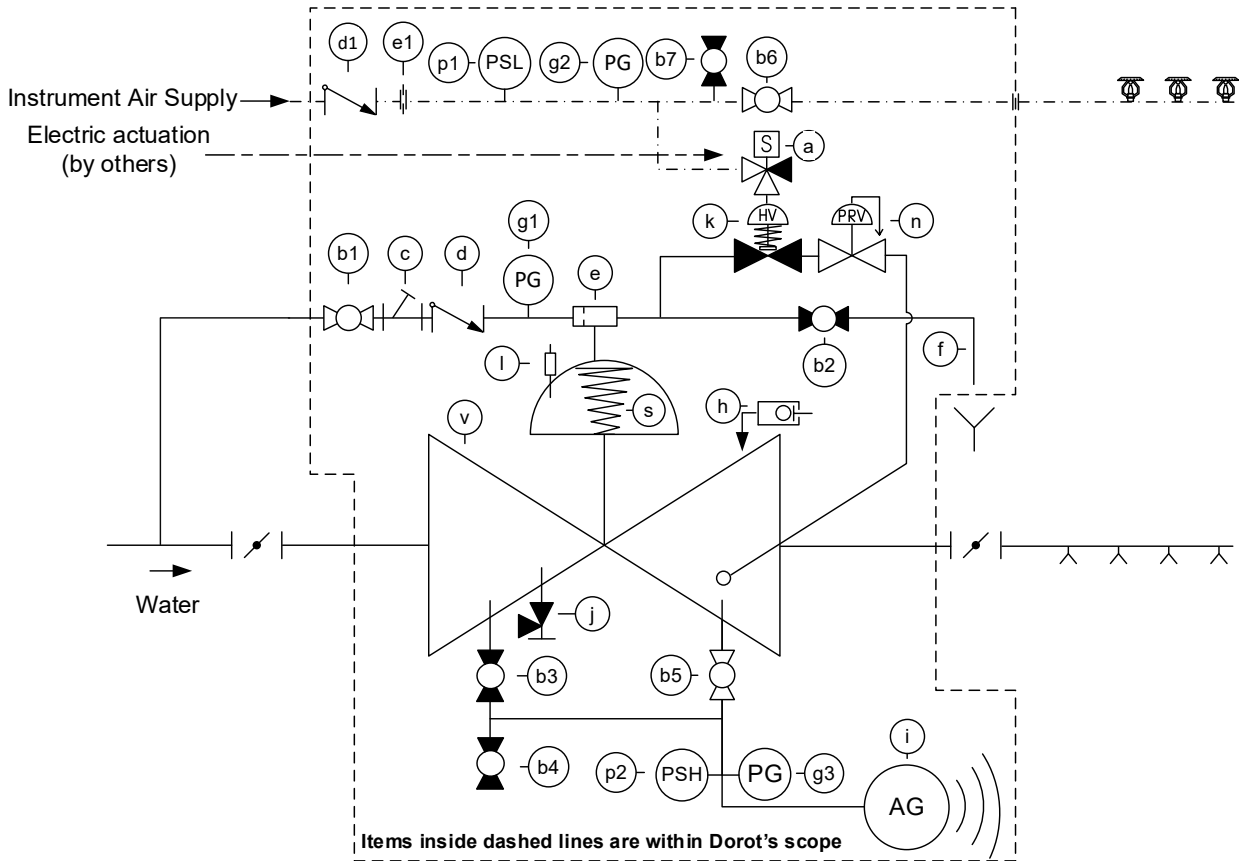 d1
e1
p1
PSL
g2
PG
b7
b6
Instrument Air Supply
Electric actuation
(by others)
S
a
g1
k
HV
PRV
n
b1
c
d
PG
e
l
b2
f
s
h
v
Water
j
b3
b5
b4
p2
PSH
PG
g3
i
AG
Items inside dashed lines are within Dorot's scope